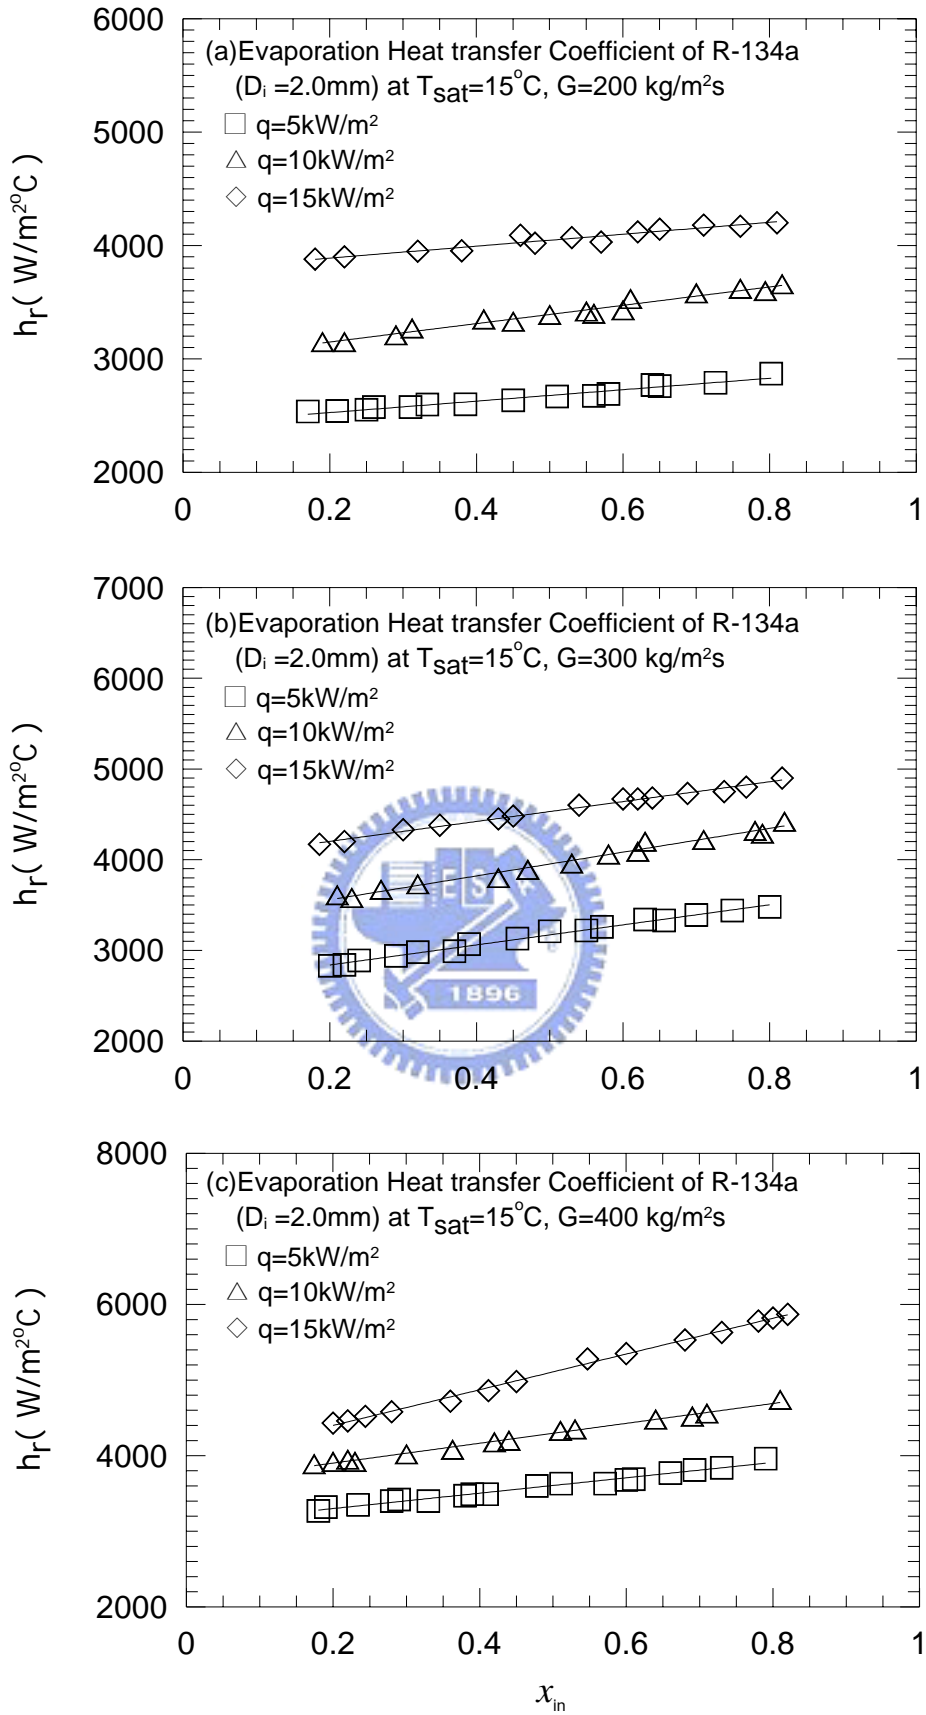 6000
(a)Evaporation Heat transfer Coefficient of R-134a
(Di =2.0mm) at Tsat=15°C, G=200 kg/m²s
5000
q=5kW/m²
q=10kW/m²
q=15kW/m²
4000
hr( W/m²°C )
3000
2000
0 0.2 0.4 0.6 0.8 1
7000
(b)Evaporation Heat transfer Coefficient of R-134a
(Di =2.0mm) at Tsat=15°C, G=300 kg/m²s
6000
q=5kW/m²
q=10kW/m²
q=15kW/m²
5000
hr( W/m²°C )
4000
E S
3000
1896
2000
0 0.2 0.4 0.6 0.8 1
8000
(c)Evaporation Heat transfer Coefficient of R-134a
(Di =2.0mm) at Tsat=15°C, G=400 kg/m²s
q=5kW/m²
q=10kW/m²
6000
q=15kW/m²
hr( W/m²°C )
4000
2000
0 0.2 0.4 0.6 0.8 1
xin